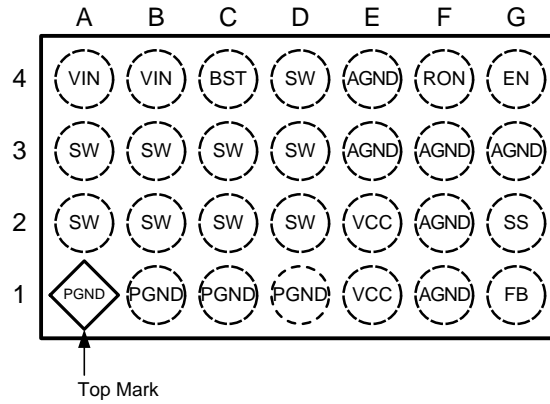 A B C D E F G
4 VIN VIN BST SW AGND RON EN
3 SW SW SW SW AGND AGND AGND
2 SW SW SW SW VCC AGND SS
1 PGND PGND PGND PGND VCC AGND FB
Top Mark